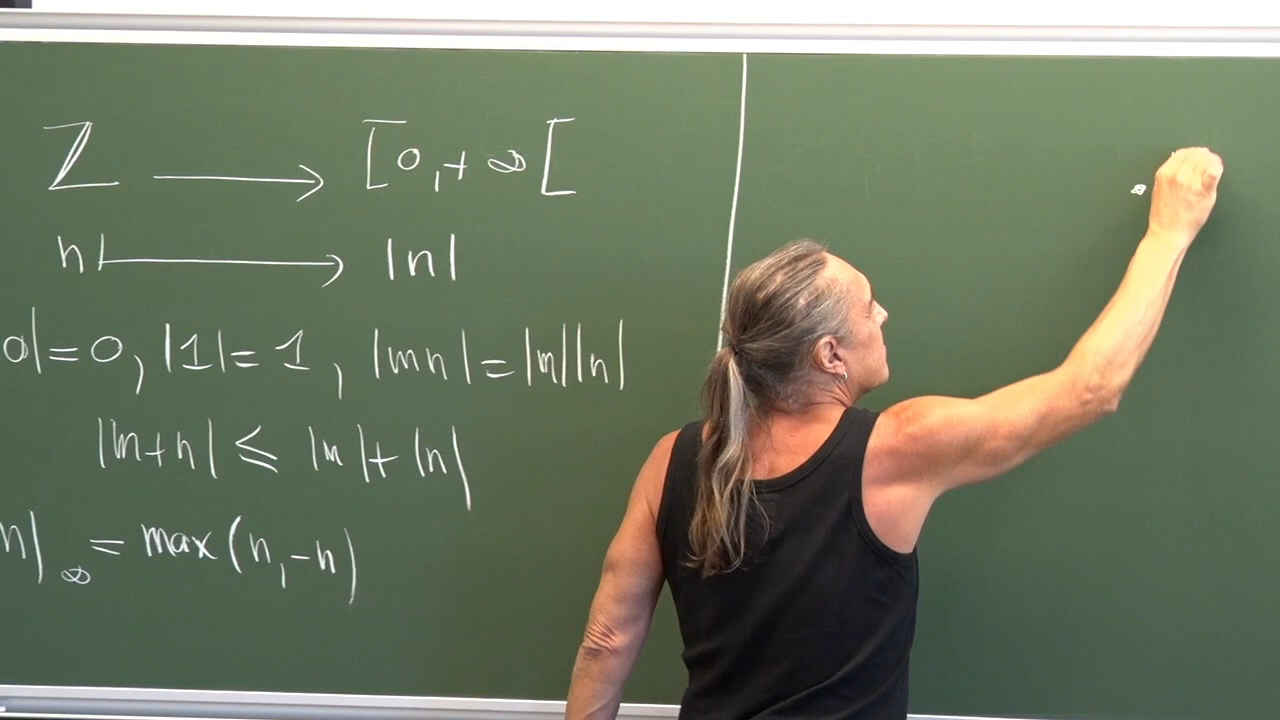 Z ⟶ [0,+∞[
n ⟼ |n|
0|=0, |1|=1, |mn|=|m||n|
|m+n| ≤ |m|+|n|
n|∞ = max(n,-n)